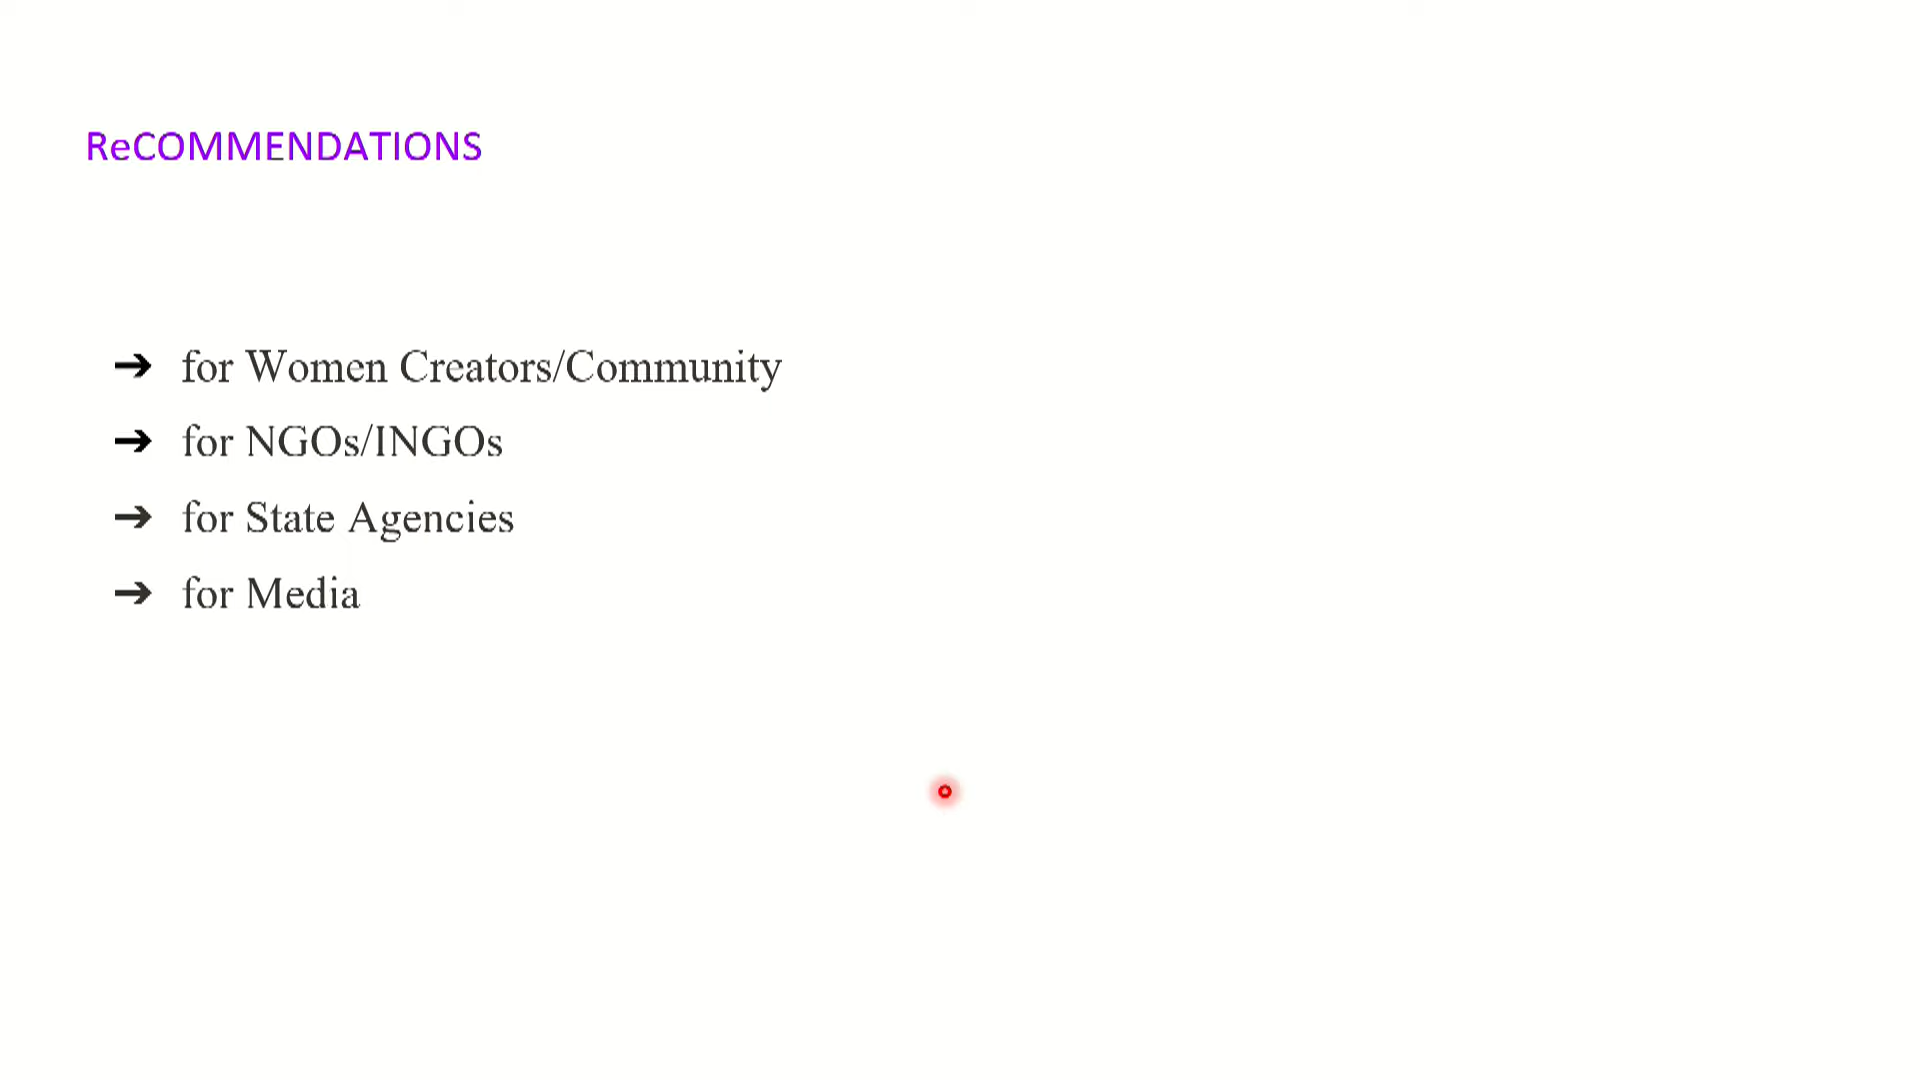 ReCOMMENDATIONS
➔ for Women Creators/Community
➔ for NGOs/INGOs
➔ for State Agencies
➔ for Media